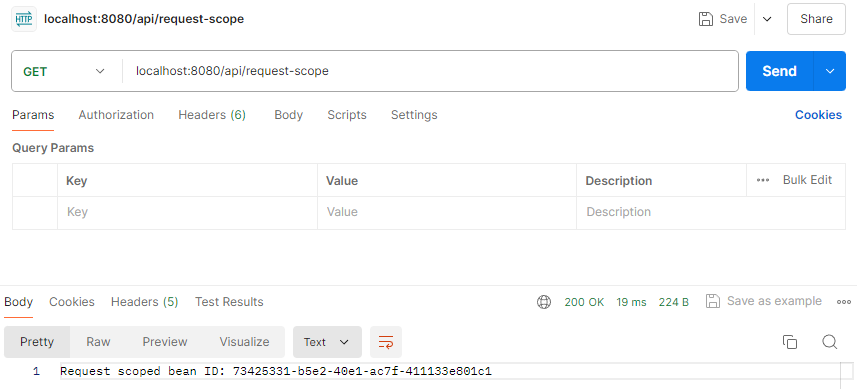 HTTP localhost:8080/api/request-scope Save Share
GET localhost:8080/api/request-scope Send
Params Authorization Headers (6) Body Scripts Settings Cookies
Query Params
Key Value Description Bulk Edit
Key Value Description
Body Cookies Headers (5) Test Results 200 OK 19 ms 224 B Save as example
Pretty Raw Preview Visualize Text
1 Request scoped bean ID: 73425331-b5e2-40e1-ac7f-411133e801c1